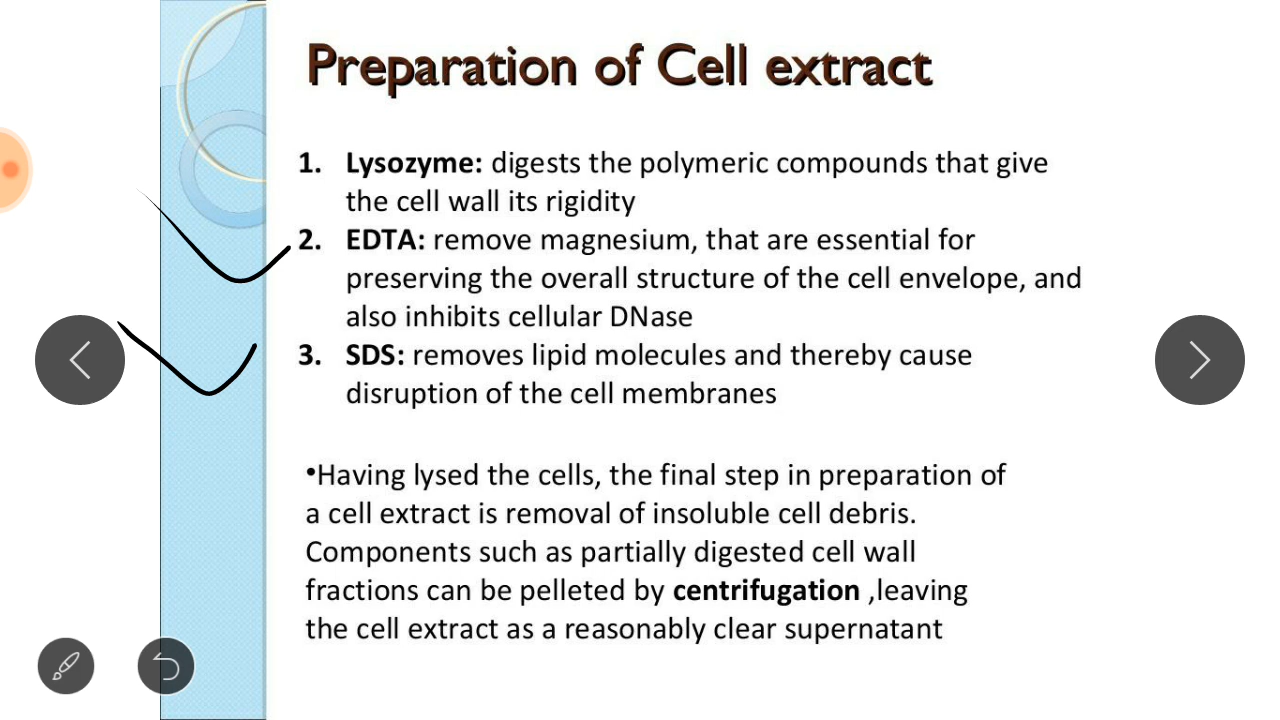 Preparation of Cell extract
1. Lysozyme: digests the polymeric compounds that give
the cell wall its rigidity
2. EDTA: remove magnesium, that are essential for
preserving the overall structure of the cell envelope, and
also inhibits cellular DNase
3. SDS: removes lipid molecules and thereby cause
disruption of the cell membranes
•Having lysed the cells, the final step in preparation of
a cell extract is removal of insoluble cell debris.
Components such as partially digested cell wall
fractions can be pelleted by centrifugation ,leaving
the cell extract as a reasonably clear supernatant